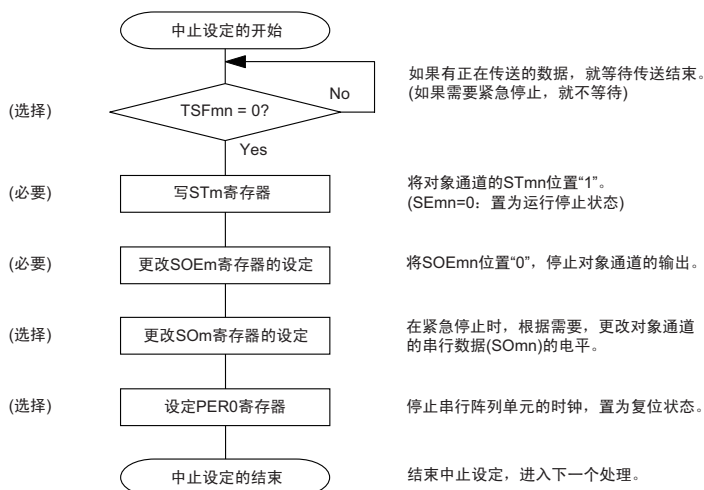 中止设定的开始
如果有正在传送的数据，就等待传送结束。
(如果需要紧急停止，就不等待)
No
(选择)
TSFmn = 0?
Yes
(必要)
写STm寄存器
将对象通道的STmn位置“1”。
(SEmn=0：置为运行停止状态)
(必要)
更改SOEm寄存器的设定
将SOEmn位置“0”，停止对象通道的输出。
(选择)
更改SOm寄存器的设定
在紧急停止时，根据需要，更改对象通道
的串行数据(SOmn)的电平。
(选择)
设定PER0寄存器
停止串行阵列单元的时钟，置为复位状态。
中止设定的结束
结束中止设定，进入下一个处理。